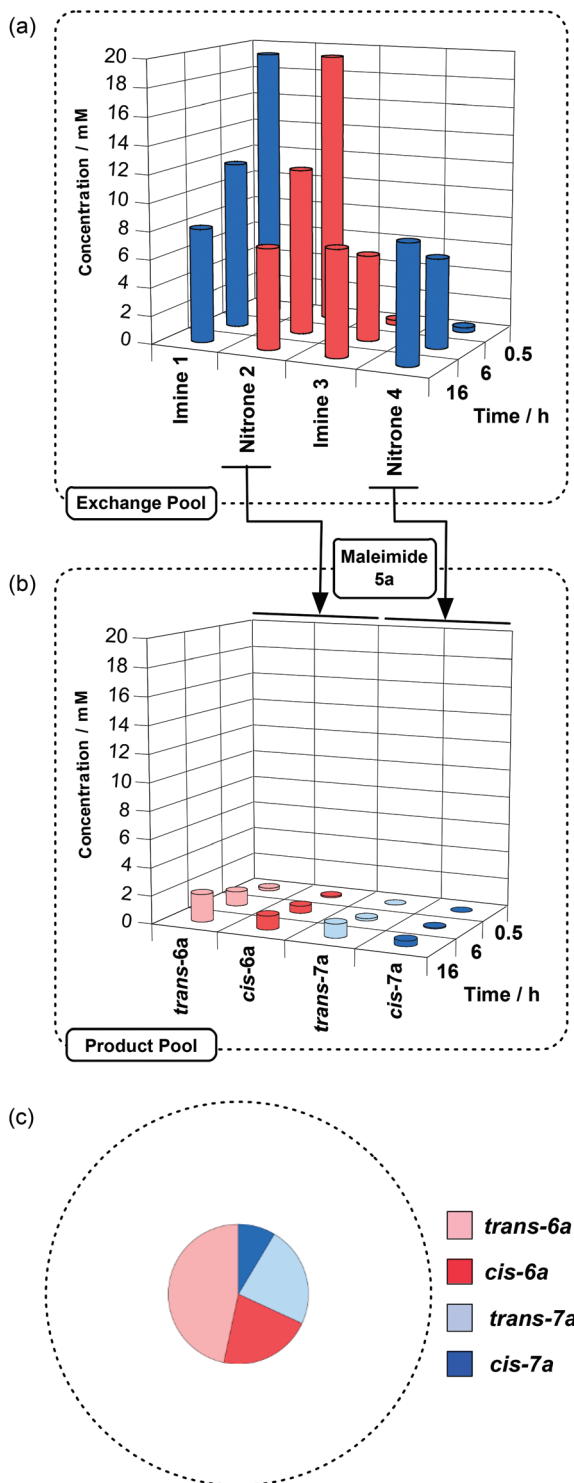 (a)
Concentration / mM
20
18
16
14
12
10
8
6
4
2
0
Imine 1
Nitrone 2
Imine 3
Nitrone 4
16
6
0.5
Time / h
Exchange Pool
Maleimide
5a
(b)
Concentration / mM
20
18
16
14
12
10
8
6
4
2
0
trans-6a
cis-6a
trans-7a
cis-7a
16
6
0.5
Time / h
Product Pool
(c)
trans-6a
cis-6a
trans-7a
cis-7a